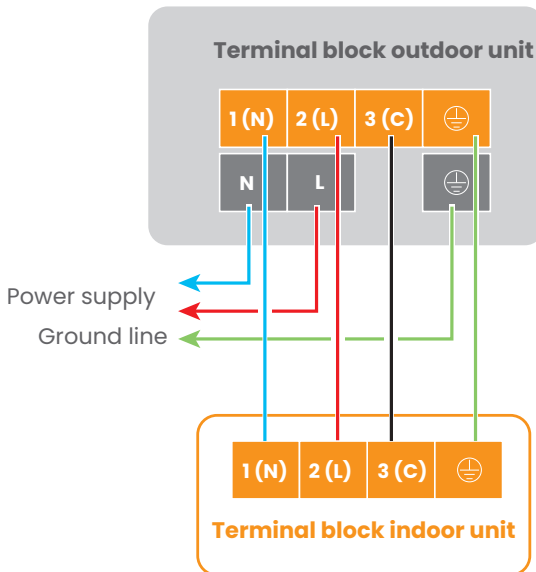 Terminal block outdoor unit
1 (N) 2 (L) 3 (C)
N L
Power supply
Ground line
1 (N) 2 (L) 3 (C)
Terminal block indoor unit